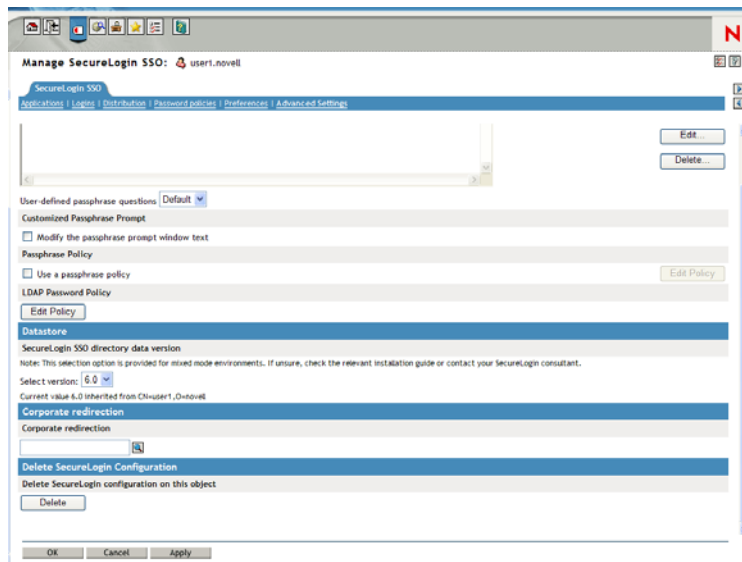 N
Manage SecureLogin SSO: user1.novell
SecureLogin SSO
Applications | Logins | Distribution | Password policies | Preferences | Advanced Settings
Edit...
Delete...
User-defined passphrase questions Default
Customized Passphrase Prompt
Modify the passphrase prompt window text
Passphrase Policy
Use a passphrase policy Edit Policy
LDAP Password Policy
Edit Policy
Datastore
SecureLogin SSO directory data version
Note: This selection option is provided for mixed mode environments. If unsure, check the relevant installation guide or contact your SecureLogin consultant.
Select version: 6.0
Current value 6.0 inherited from CN=user1,O=novell
Corporate redirection
Corporate redirection
Delete SecureLogin Configuration
Delete SecureLogin configuration on this object
Delete
OK Cancel Apply